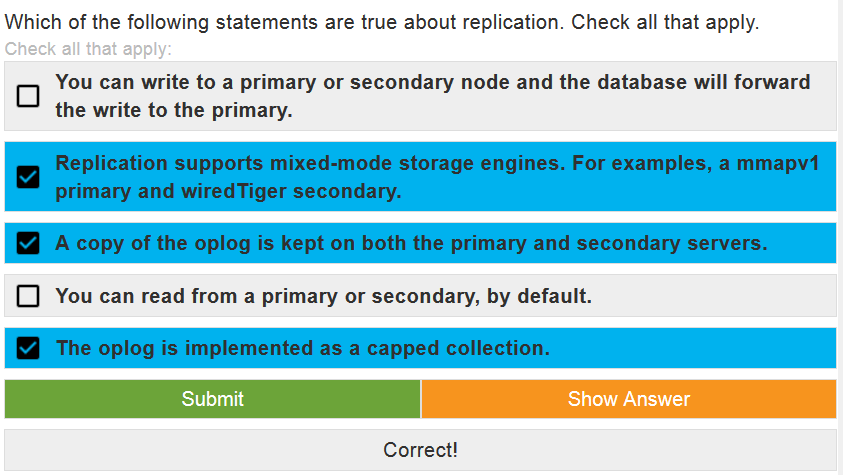 Which of the following statements are true about replication. Check all that apply.
Check all that apply:
You can write to a primary or secondary node and the database will forward
the write to the primary.
Replication supports mixed-mode storage engines. For examples, a mmapv1
primary and wiredTiger secondary.
A copy of the oplog is kept on both the primary and secondary servers.
You can read from a primary or secondary, by default.
The oplog is implemented as a capped collection.
Submit
Show Answer
Correct!